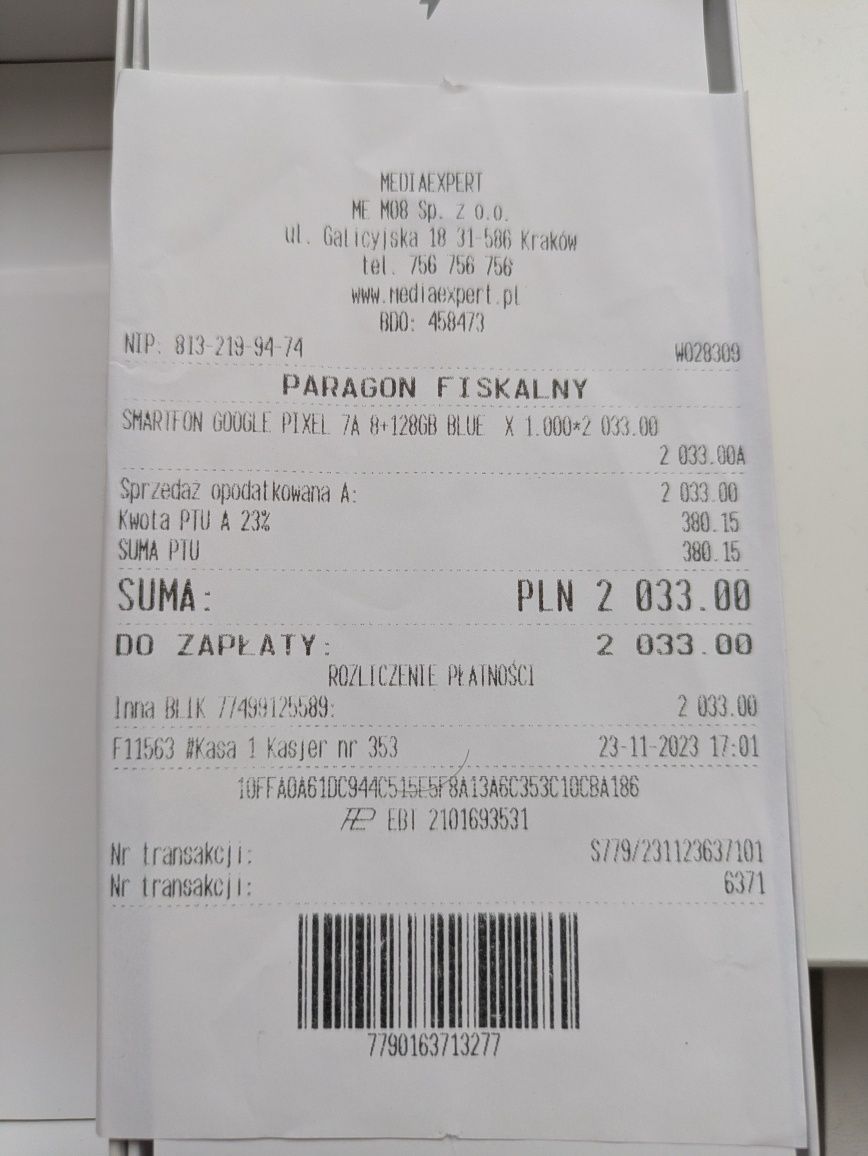 MEDIAEXPERT
ME M08 Sp. z o.o.
ul. Galicyjska 18 31-586 Kraków
tel. 756 756 756
www.mediaexpert.pl
BDO: 458473
NIP: 813-219-94-74 W028309
PARAGON FISKALNY
SMARTFON GOOGLE PIXEL 7A 8+128GB BLUE X 1.000*2 033.00
2 033.00A
Sprzedaż opodatkowana A: 2 033.00
Kwota PTU A 23% 380.15
SUMA PTU 380.15
SUMA: PLN 2 033.00
DO ZAPŁATY: 2 033.00
ROZLICZENIE PŁATNOŚCI
Inna BLIK 77499125589: 2 033.00
F11563 #Kasa 1 Kasjer nr 353 23-11-2023 17:01
10FFA0A61DC944C515E5F8A13A6C353C10CBA186
EBI 2101693531
Nr transakcji: S779/231123637101
Nr transakcji: 6371
7790163713277